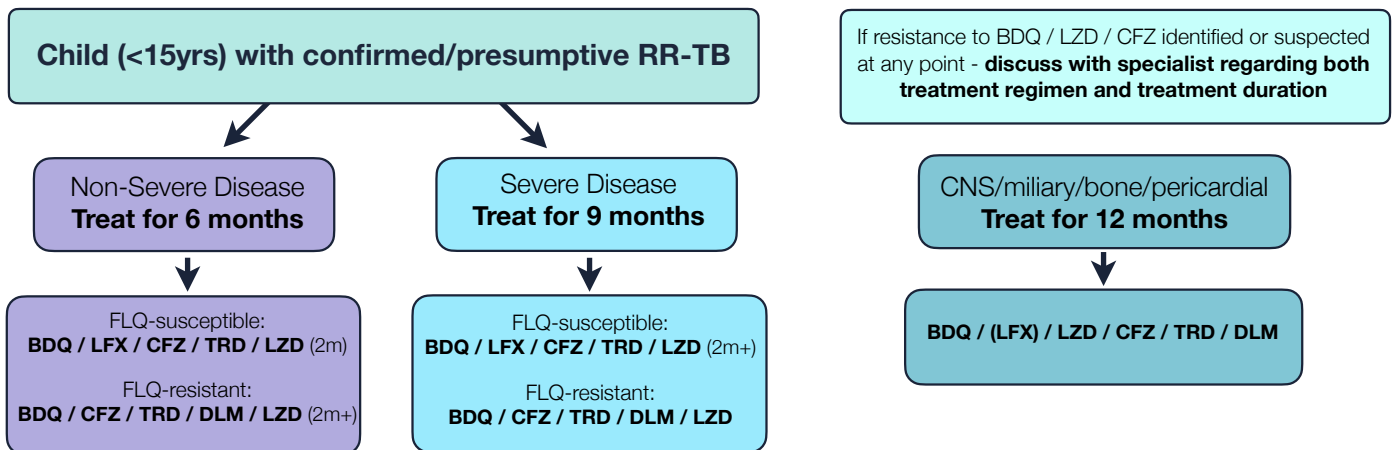 Child (<15yrs) with confirmed/presumptive RR-TB
If resistance to BDQ / LZD / CFZ identified or suspected
at any point - discuss with specialist regarding both
treatment regimen and treatment duration
Non-Severe Disease
Treat for 6 months
Severe Disease
Treat for 9 months
CNS/miliary/bone/pericardial
Treat for 12 months
FLQ-susceptible:
BDQ / LFX / CFZ / TRD / LZD (2m)
FLQ-resistant:
BDQ / CFZ / TRD / DLM / LZD (2m+)
FLQ-susceptible:
BDQ / LFX / CFZ / TRD / LZD (2m+)
FLQ-resistant:
BDQ / CFZ / TRD / DLM / LZD
BDQ / (LFX) / LZD / CFZ / TRD / DLM